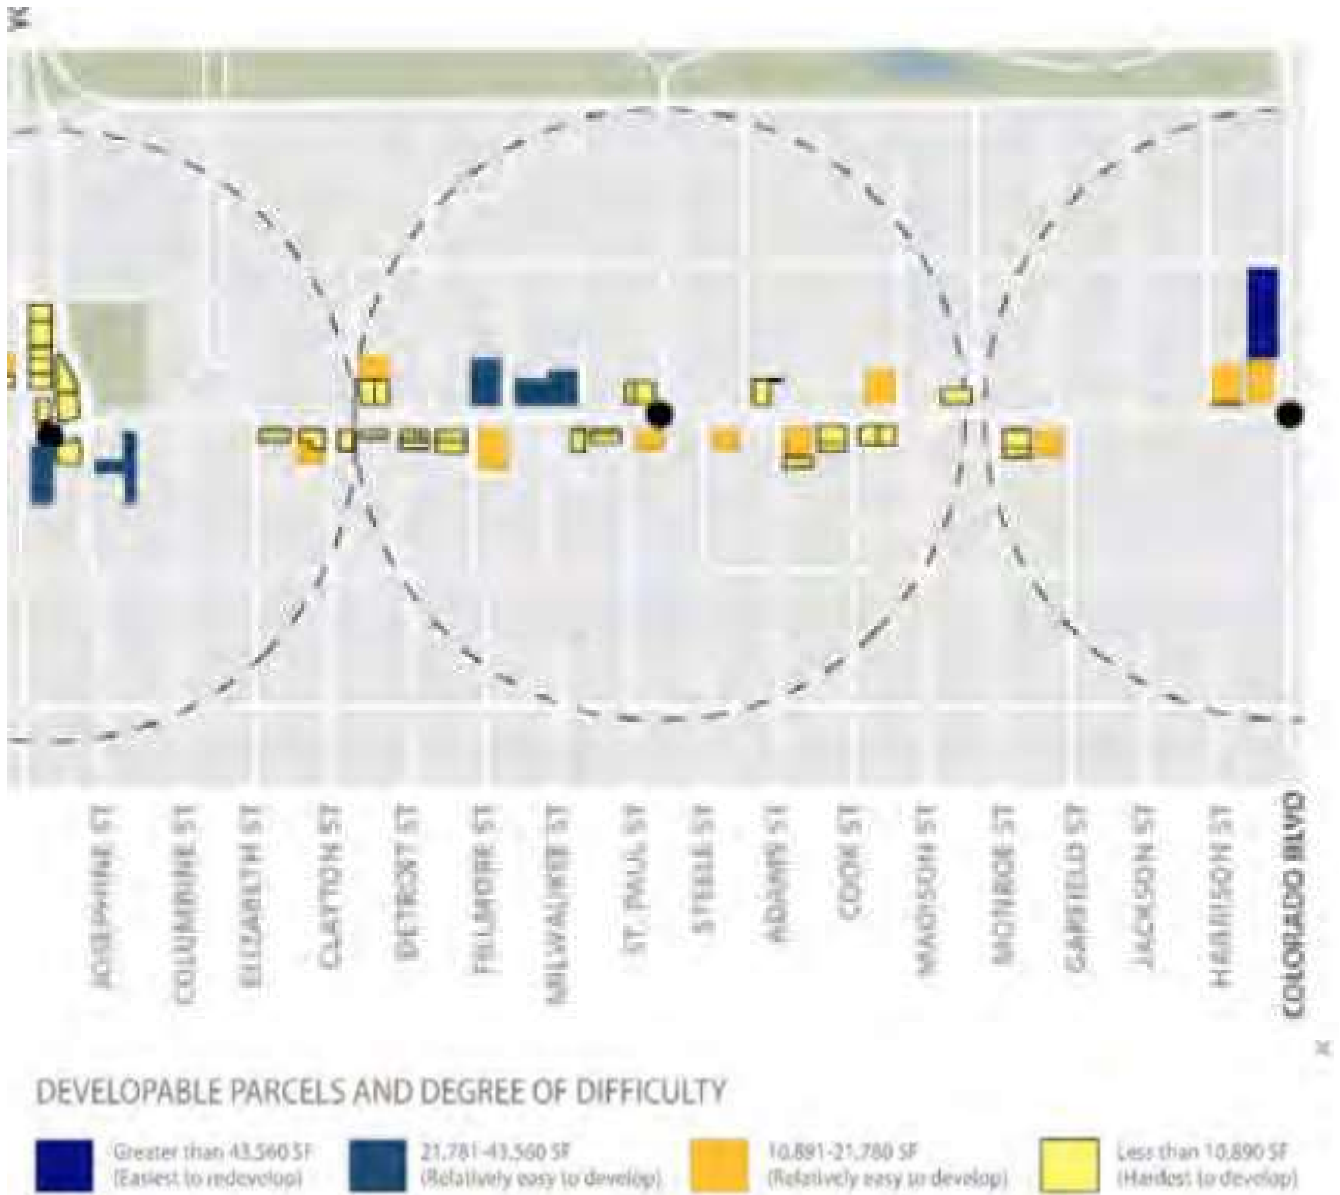 JOSEPHINE ST
COLUMBINE ST
ELIZABETH ST
CLAYTON ST
DETROIT ST
FILLMORE ST
MILWAUKEE ST
ST. PAUL ST
STEELE ST
ADAMS ST
COOK ST
MADISON ST
MONROE ST
GARFIELD ST
JACKSON ST
HARRISON ST
COLORADO BLVD
DEVELOPABLE PARCELS AND DEGREE OF DIFFICULTY
Greater than 43,560 SF
(Easiest to redevelop)
21,781-43,560 SF
(Relatively easy to develop)
10,891-21,780 SF
(Relatively easy to develop)
Less than 10,890 SF
(Hardest to develop)